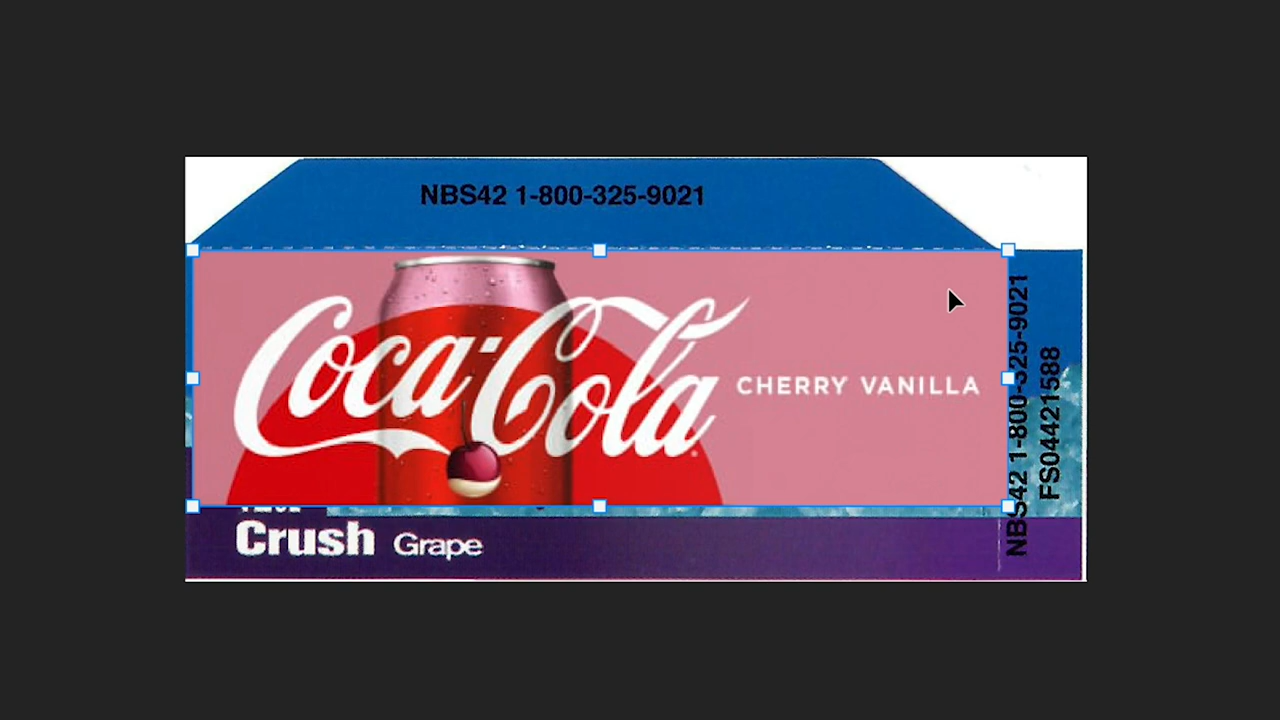 NBS42 1-800-325-9021
Coca-Cola
CHERRY VANILLA
NBS42 1-800-325-9021
FS04421588
Crush Grape